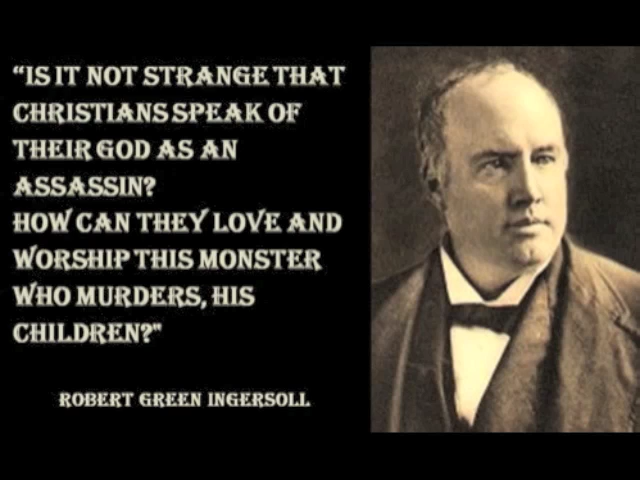 “IS IT NOT STRANGE THAT
CHRISTIANS SPEAK OF
THEIR GOD AS AN
ASSASSIN?
HOW CAN THEY LOVE AND
WORSHIP THIS MONSTER
WHO MURDERS, HIS
CHILDREN?"
ROBERT GREEN INGERSOLL